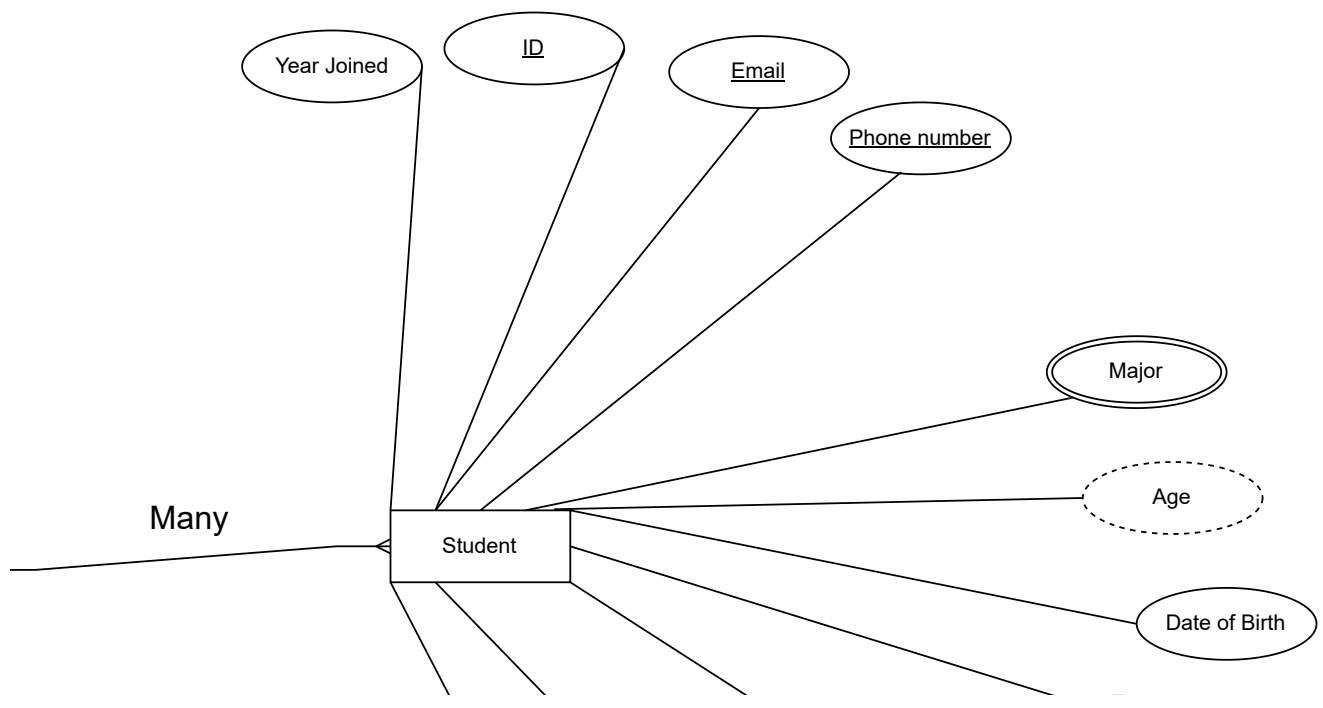 Year Joined
ID
Email
Phone number
Major
Age
Many
Student
Date of Birth